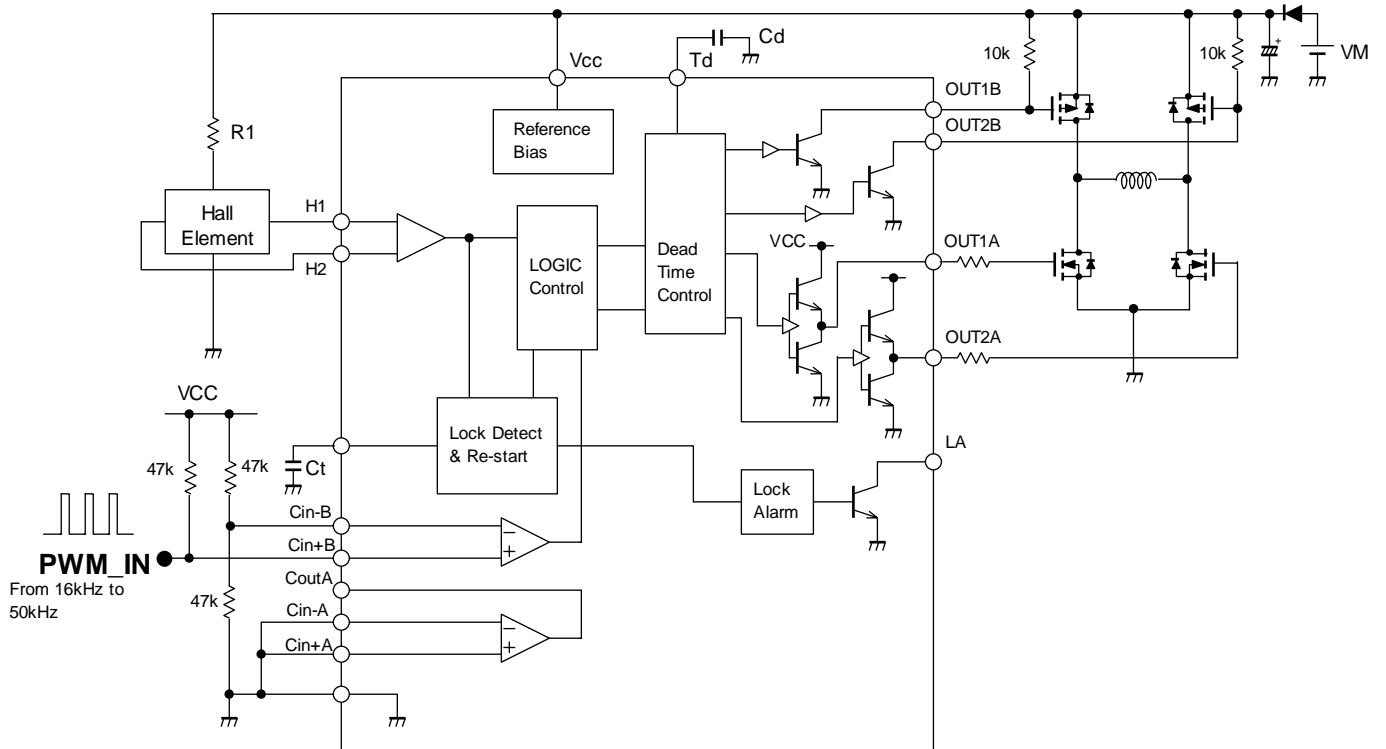 Cd
Vcc
Td
10k
10k
VM
OUT1B
OUT2B
R1
Reference
Bias
Hall
Element
H1
H2
LOGIC
Control
Dead
Time
Control
VCC
OUT1A
OUT2A
VCC
47k
47k
Ct
Lock Detect
& Re-start
LA
Lock
Alarm
Cin-B
Cin+B
PWM_IN
From 16kHz to
50kHz
CoutA
47k
Cin-A
Cin+A
− 
+
−
+
+